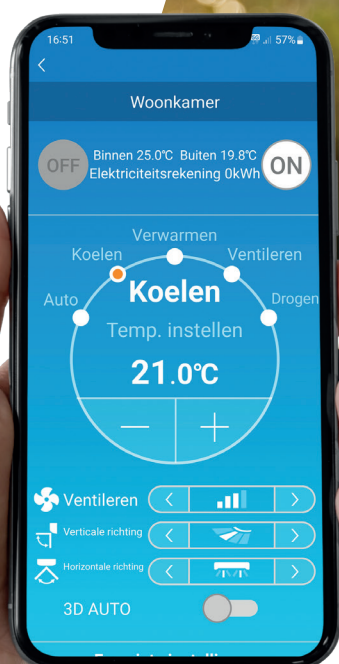 16:51 57%
Woonkamer
OFF Binnen 25.0°C Buiten 19.8°C ON
Elektriciteitsrekening 0kWh
Verwarmen
Koelen Ventileren
Auto Koelen Drogen
Temp. instellen
21.0°C
Ventileren
Verticale richting
Horizontale richting
3D AUTO